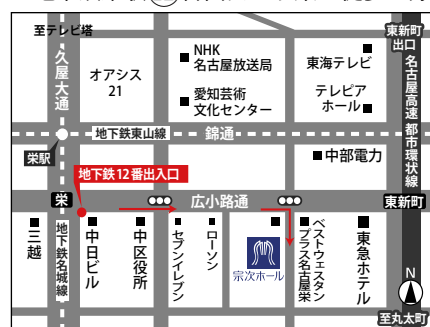 至テレビ塔
東新町
出口
久屋大通
オアシス
21
NHK
名古屋放送局
愛知芸術
文化センター
東海テレビ
テレピア
ホール
名古屋高速 都市環状線
地下鉄東山線
錦通
栄駅
中部電力
地下鉄12番出入口
栄
広小路通
東新町
三越
地下鉄名城線
中日ビル
中区役所
セブンイレブン
ローソン
宗次ホール
ベストウェスタン
プラス名古屋栄
東急ホテル
N
至丸太町